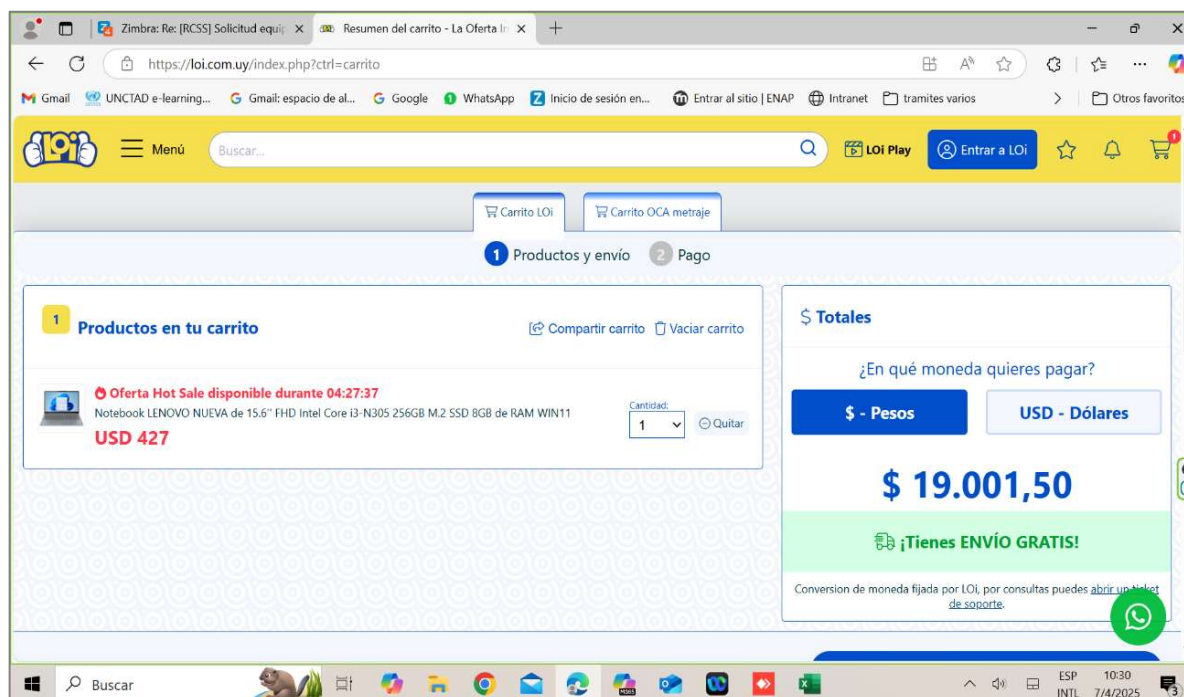 Zimbra: Re: [RCSS] Solicitud equip
Resumen del carrito - La Oferta Ir
https://loi.com.uy/index.php?ctrl=carrito
Gmail
UNCTAD e-learning...
Gmail: espacio de al...
Google
WhatsApp
Inicio de sesión en...
Entrar al sitio | ENAP
Intranet
tramites varios
Otros favoritos
LOi
Menú
Buscar...
LOi Play
Entrar a LOi
1
Carrito LOi
Carrito OCA metraje
1 Productos y envío
2 Pago
1
Productos en tu carrito
Compartir carrito
Vaciar carrito
Oferta Hot Sale disponible durante 04:27:37
Notebook LENOVO NUEVA de 15.6'' FHD Intel Core i3-N305 256GB M.2 SSD 8GB de RAM WIN11
USD 427
Cantidad:
1
Quitar
$ Totales
¿En qué moneda quieres pagar?
$ - Pesos
USD - Dólares
$ 19.001,50
¡Tienes ENVÍO GRATIS!
Conversion de moneda fijada por LOi, por consultas puedes abrir un ticket
de soporte.
Buscar
M365
ESP
INTL
10:30
7/4/2025
3